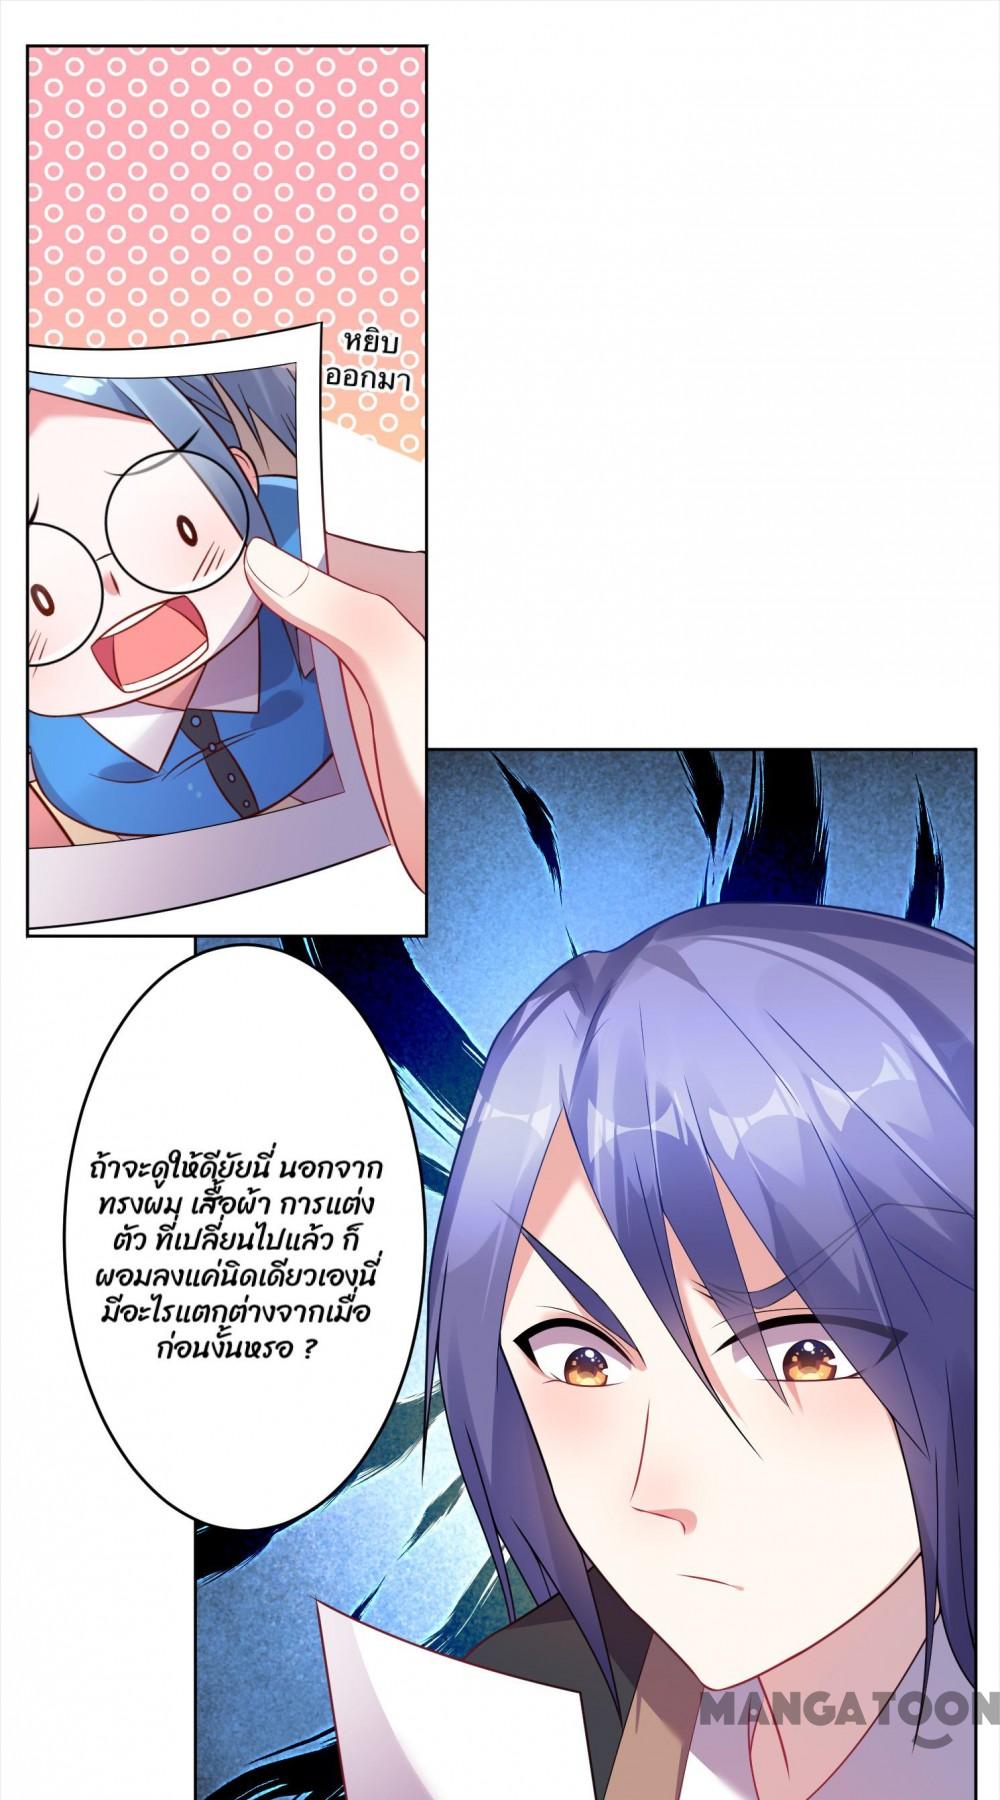 หยิบ
ออกมา
ถ้าจะดูให้ดียัยนี่ นอกจาก
ทรงผม เสื้อผ้า การแต่ง
ตัว ที่เปลี่ยนไปแล้ว ก็
ผอมลงแค่นิดเดียวเองนี่
มีอะไรแตกต่างจากเมื่อ
ก่อนงั้นหรอ ?
MANGATOON